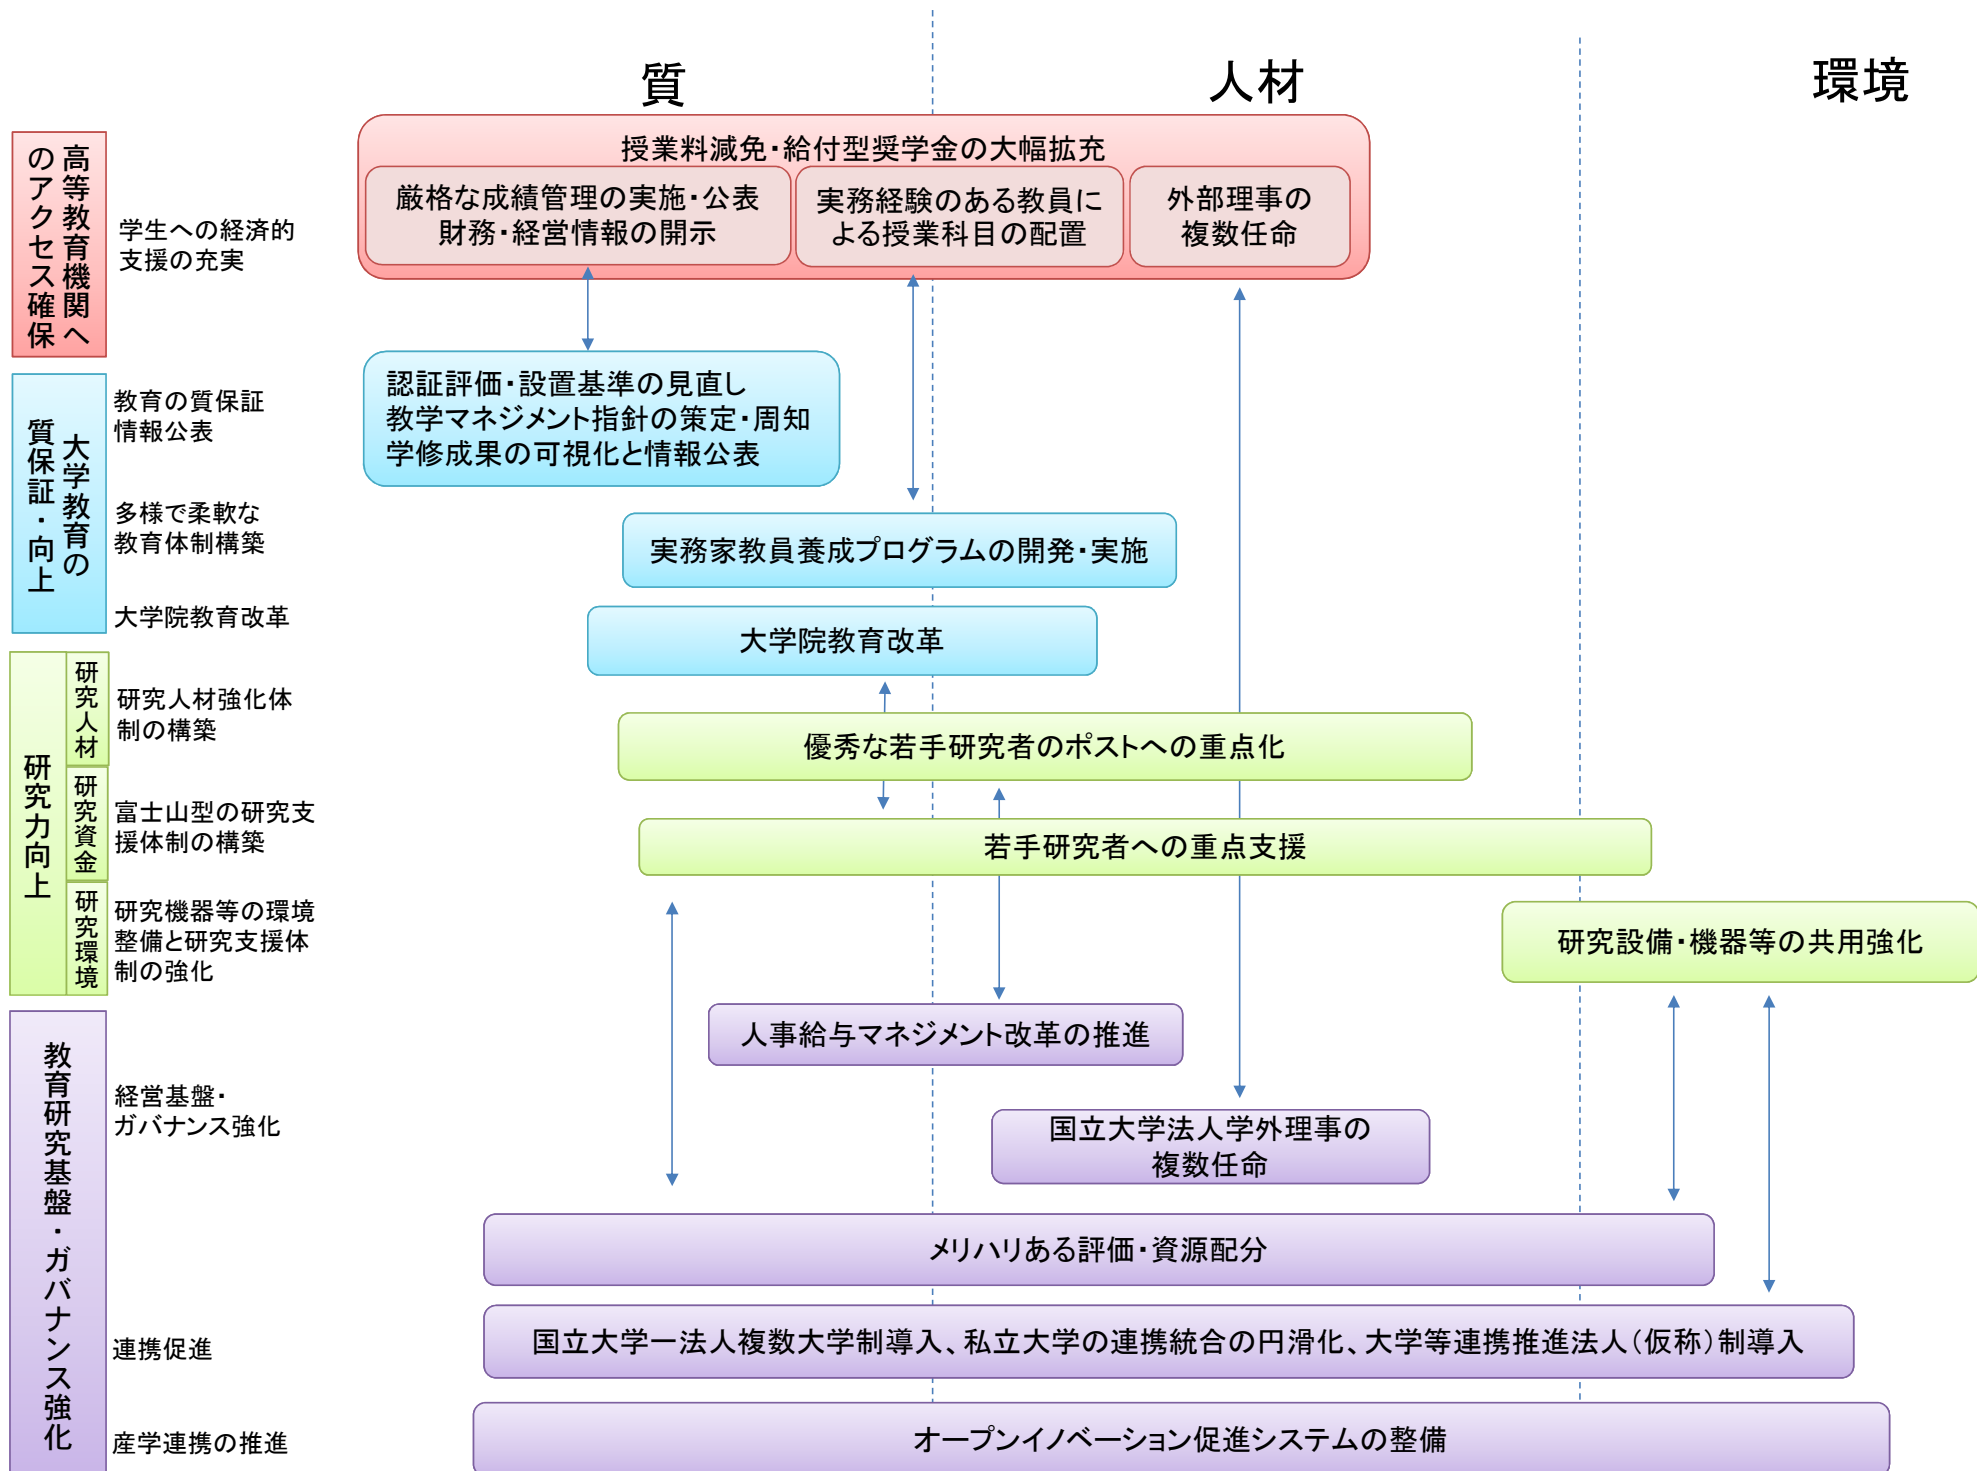 質
人材
環境
高等教育機関へ
のアクセス確保
学生への経済的
支援の充実
授業料減免・給付型奨学金の大幅拡充
厳格な成績管理の実施・公表
財務・経営情報の開示
実務経験のある教員に
よる授業科目の配置
外部理事の
複数任命
大学教育の
質保証・向上
教育の質保証
情報公表
認証評価・設置基準の見直し
教学マネジメント指針の策定・周知
学修成果の可視化と情報公表
多様で柔軟な
教育体制構築
実務家教員養成プログラムの開発・実施
大学院教育改革
大学院教育改革
研究力向上
研究人材
研究人材強化体
制の構築
優秀な若手研究者のポストへの重点化
研究資金
富士山型の研究支
援体制の構築
若手研究者への重点支援
研究環境
研究機器等の環境
整備と研究支援体
制の強化
研究設備・機器等の共用強化
教育研究基盤・ガバナンス強化
経営基盤・
ガバナンス強化
人事給与マネジメント改革の推進
国立大学法人学外理事の
複数任命
メリハリある評価・資源配分
連携促進
国立大学一法人複数大学制導入、私立大学の連携統合の円滑化、大学等連携推進法人（仮称）制導入
産学連携の推進
オープンイノベーション促進システムの整備